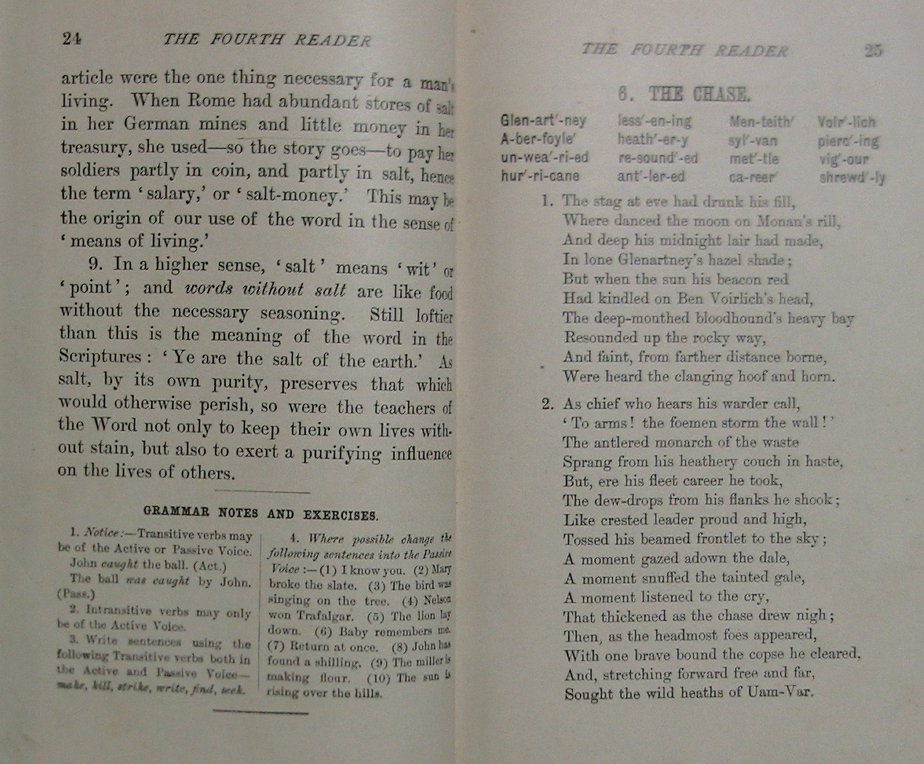 24 THE FOURTH READER
article were the one thing necessary for a man's
living. When Rome had abundant stores of salt
in her German mines and little money in her
treasury, she used—so the story goes—to pay her
soldiers partly in coin, and partly in salt, hence
the term ‘salary,’ or ‘salt-money.’ This may be
the origin of our use of the word in the sense of
‘means of living.’
9. In a higher sense, ‘salt’ means ‘wit’ or
‘point’; and words without salt are like food
without the necessary seasoning. Still loftier
than this is the meaning of the word in the
Scriptures: ‘Ye are the salt of the earth.’ As
salt, by its own purity, preserves that which
would otherwise perish, so were the teachers of
the Word not only to keep their own lives with-
out stain, but also to exert a purifying influence
on the lives of others.
GRAMMAR NOTES AND EXERCISES.
1. Notice:—Transitive verbs may
be of the Active or Passive Voice.
John caught the ball. (Act.)
The ball was caught by John.
(Pass.)
2. Intransitive verbs may only
be of the Active Voice.
3. Write sentences using the
following Transitive verbs both in
the Active and Passive Voice—
make, kill, strike, write, find, seek.
4. Where possible change the
following sentences into the Passive
Voice:—(1) I know you. (2) Mary
broke the slate. (3) The bird was
singing on the tree. (4) Nelson
won Trafalgar. (5) The lion lay
down. (6) Baby remembers me.
(7) Return at once. (8) John has
found a shilling. (9) The miller is
making flour. (10) The sun is
rising over the hills.
THE FOURTH READER 25
6. THE CHASE.
Glen-art′-ney less′-en-ing Men-teith′ Voir′-lich
A-ber-foyle′ heath′-er-y syl′-van pierc′-ing
un-wea′-ri-ed re-sound′-ed met′-tle vig′-our
hur′-ri-cane ant′-ler-ed ca-reer′ shrewd′-ly
1. The stag at eve had drunk his fill,
Where danced the moon on Monan's rill,
And deep his midnight lair had made,
In lone Glenartney's hazel shade;
But when the sun his beacon red
Had kindled on Ben Voirlich's head,
The deep-mouthed bloodhound's heavy bay
Resounded up the rocky way,
And faint, from farther distance borne,
Were heard the clanging hoof and horn.
2. As chief who hears his warder call,
‘To arms! the foemen storm the wall!’
The antlered monarch of the waste
Sprang from his heathery couch in haste,
But, ere his fleet career he took,
The dew-drops from his flanks he shook;
Like crested leader proud and high,
Tossed his beamed frontlet to the sky;
A moment gazed adown the dale,
A moment snuffed the tainted gale,
A moment listened to the cry,
That thickened as the chase drew nigh;
Then, as the headmost foes appeared,
With one brave bound the copse he cleared,
And, stretching forward free and far,
Sought the wild heaths of Uam-Var.